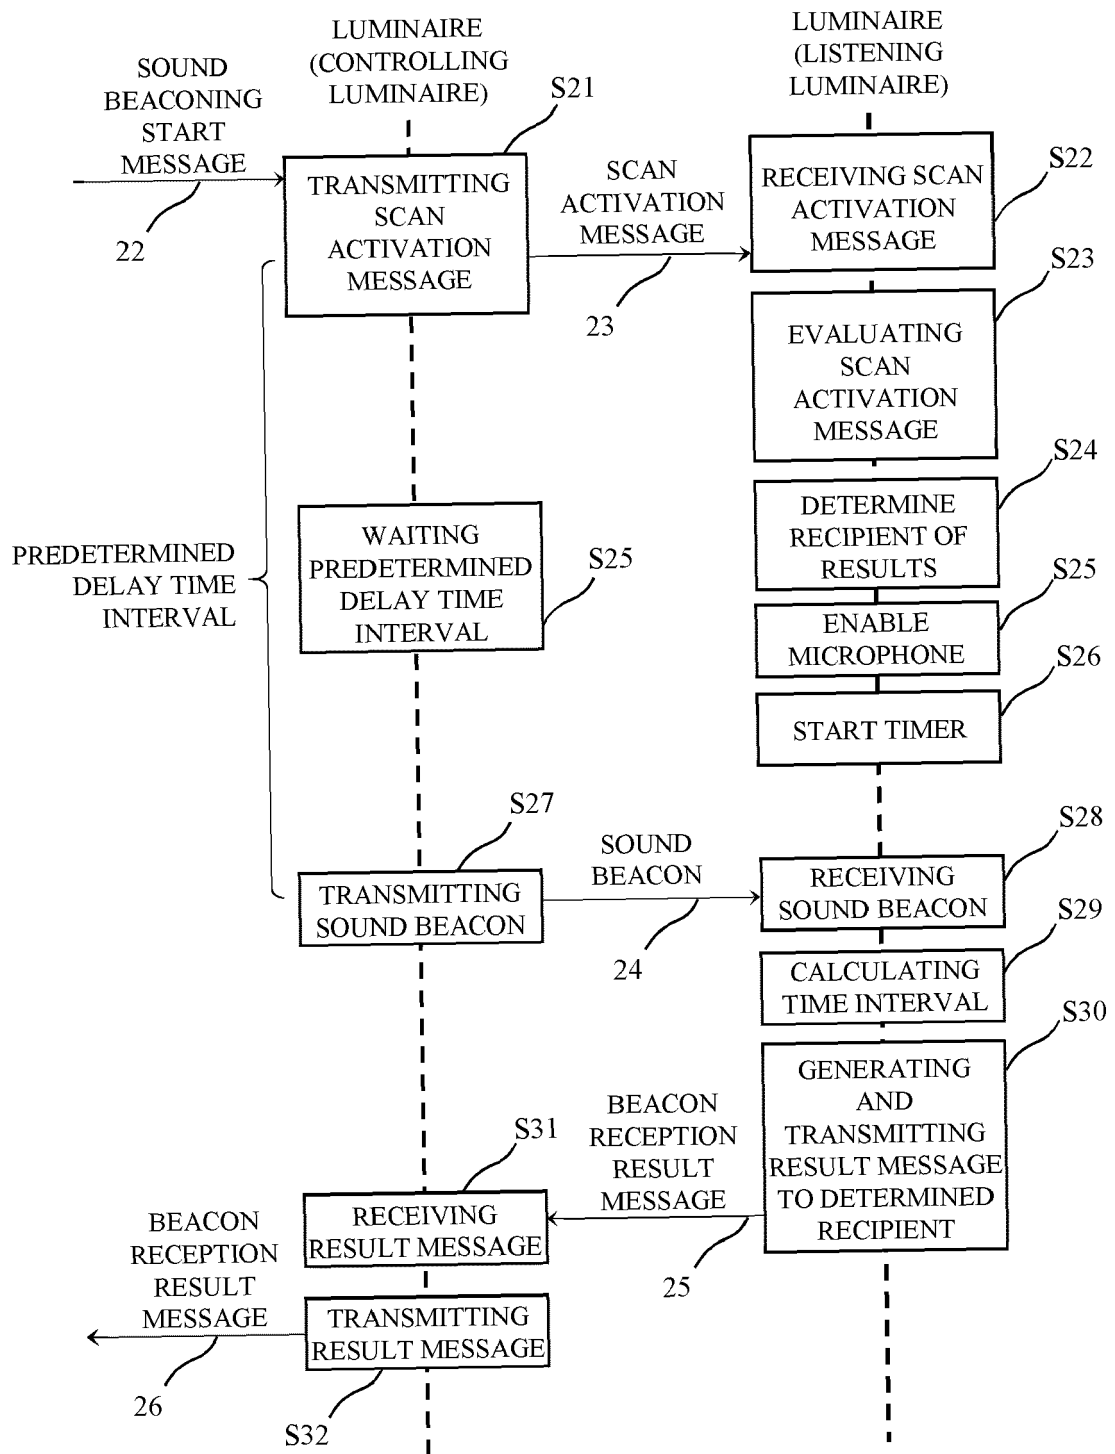 LUMINAIRE
(CONTROLLING
LUMINAIRE)
LUMINAIRE
(LISTENING
LUMINAIRE)
SOUND
BEACONING
START
MESSAGE
22
S21
TRANSMITTING
SCAN
ACTIVATION
MESSAGE
SCAN
ACTIVATION
MESSAGE
23
S22
RECEIVING SCAN
ACTIVATION
MESSAGE
S23
EVALUATING
SCAN
ACTIVATION
MESSAGE
S24
DETERMINE
RECIPIENT OF
RESULTS
PREDETERMINED
DELAY TIME
INTERVAL
WAITING
PREDETERMINED
DELAY TIME
INTERVAL
S25
S25
ENABLE
MICROPHONE
S26
START TIMER
S27
TRANSMITTING
SOUND BEACON
SOUND
BEACON
24
S28
RECEIVING
SOUND BEACON
S29
CALCULATING
TIME INTERVAL
S30
GENERATING
AND
TRANSMITTING
RESULT MESSAGE
TO DETERMINED
RECIPIENT
BEACON
RECEPTION
RESULT
MESSAGE
25
S31
RECEIVING
RESULT MESSAGE
BEACON
RECEPTION
RESULT
MESSAGE
26
TRANSMITTING
RESULT MESSAGE
S32